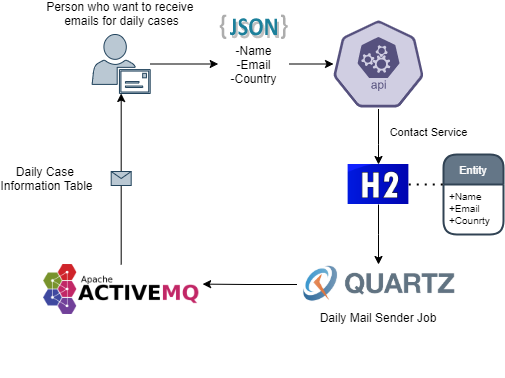 Person who want to receive
emails for daily cases
{JSON}
-Name
-Email
-Country
api
Contact Service
H2
Entity
+Name
+Email
+Counrty
Daily Case
Information Table
Apache
ACTIVEMQ
QUARTZ
Daily Mail Sender Job